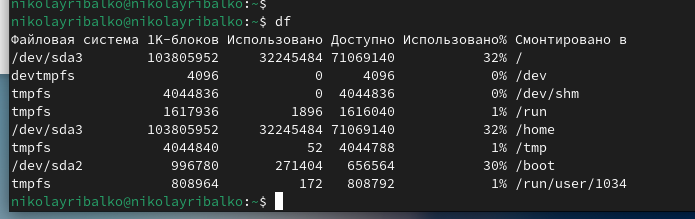 nikolayribalko@nikolayribalko:~$
nikolayribalko@nikolayribalko:~$ df
Файловая система 1K-блоков Использовано Доступно Использовано% Смонтировано в
/dev/sda3 103805952 32245484 71069140 32% /
devtmpfs 4096 0 4096 0% /dev
tmpfs 4044836 0 4044836 0% /dev/shm
tmpfs 1617936 1896 1616040 1% /run
/dev/sda3 103805952 32245484 71069140 32% /home
tmpfs 4044840 52 4044788 1% /tmp
/dev/sda2 996780 271404 656564 30% /boot
tmpfs 808964 172 808792 1% /run/user/1034
nikolayribalko@nikolayribalko:~$